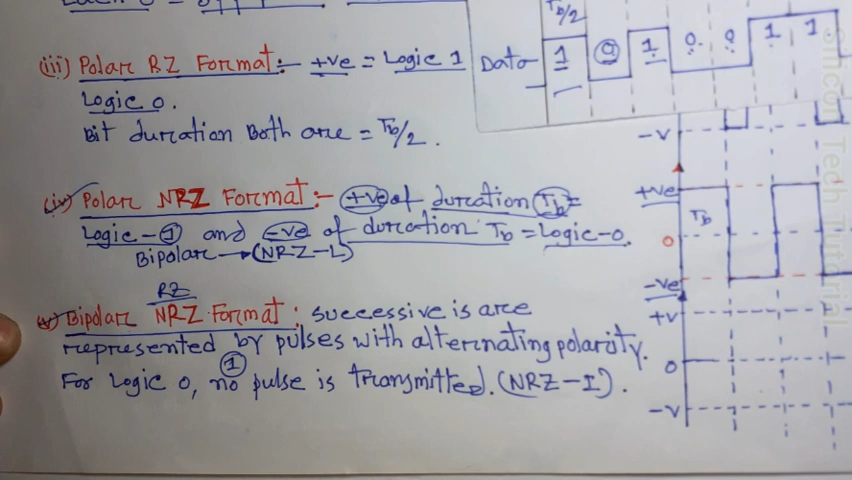 (iii) Polar RZ Format:- +ve = Logic 1
Logic 0.
Bit duration Both are = Tb/2.
(iv) Polar NRZ Format:- +ve of duration Tb =
Logic-1 and -ve of duration Tb = Logic-0.
Bipolar → (NRZ-L)
RZ
(v) Bipolar NRZ Format: successive is are
represented by pulses with alternating polarity.
1
For Logic 0, no pulse is transmitted. (NRZ-I).
Tb/2
Data 1 0 1 0 0 1 1
-V
+ve
Tb
0
-ve
+V
0
-V
Silicon Tech Tutorial